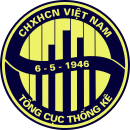 CHXHCN VIỆT NAM
6-5-1946
TỔNG CỤC THỐNG KÊ